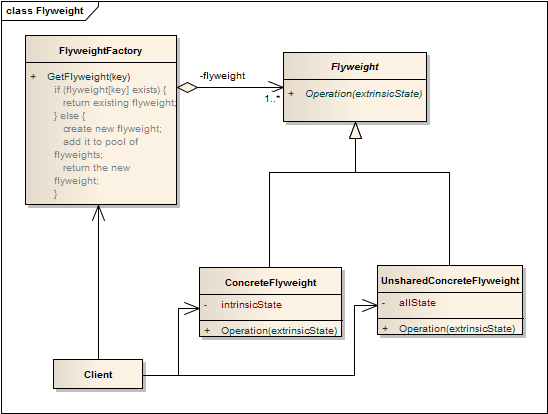 class Flyweight
FlyweightFactory
+ GetFlyweight(key)
if (flyweight[key] exists) {
return existing flyweight;
} else {
create new flyweight;
add it to pool of
flyweights;
return the new
flyweight;
}
-flyweight
1..*
Flyweight
+ Operation(extrinsicState)
ConcreteFlyweight
- intrinsicState
+ Operation(extrinsicState)
UnsharedConcreteFlyweight
- allState
+ Operation(extrinsicState)
Client